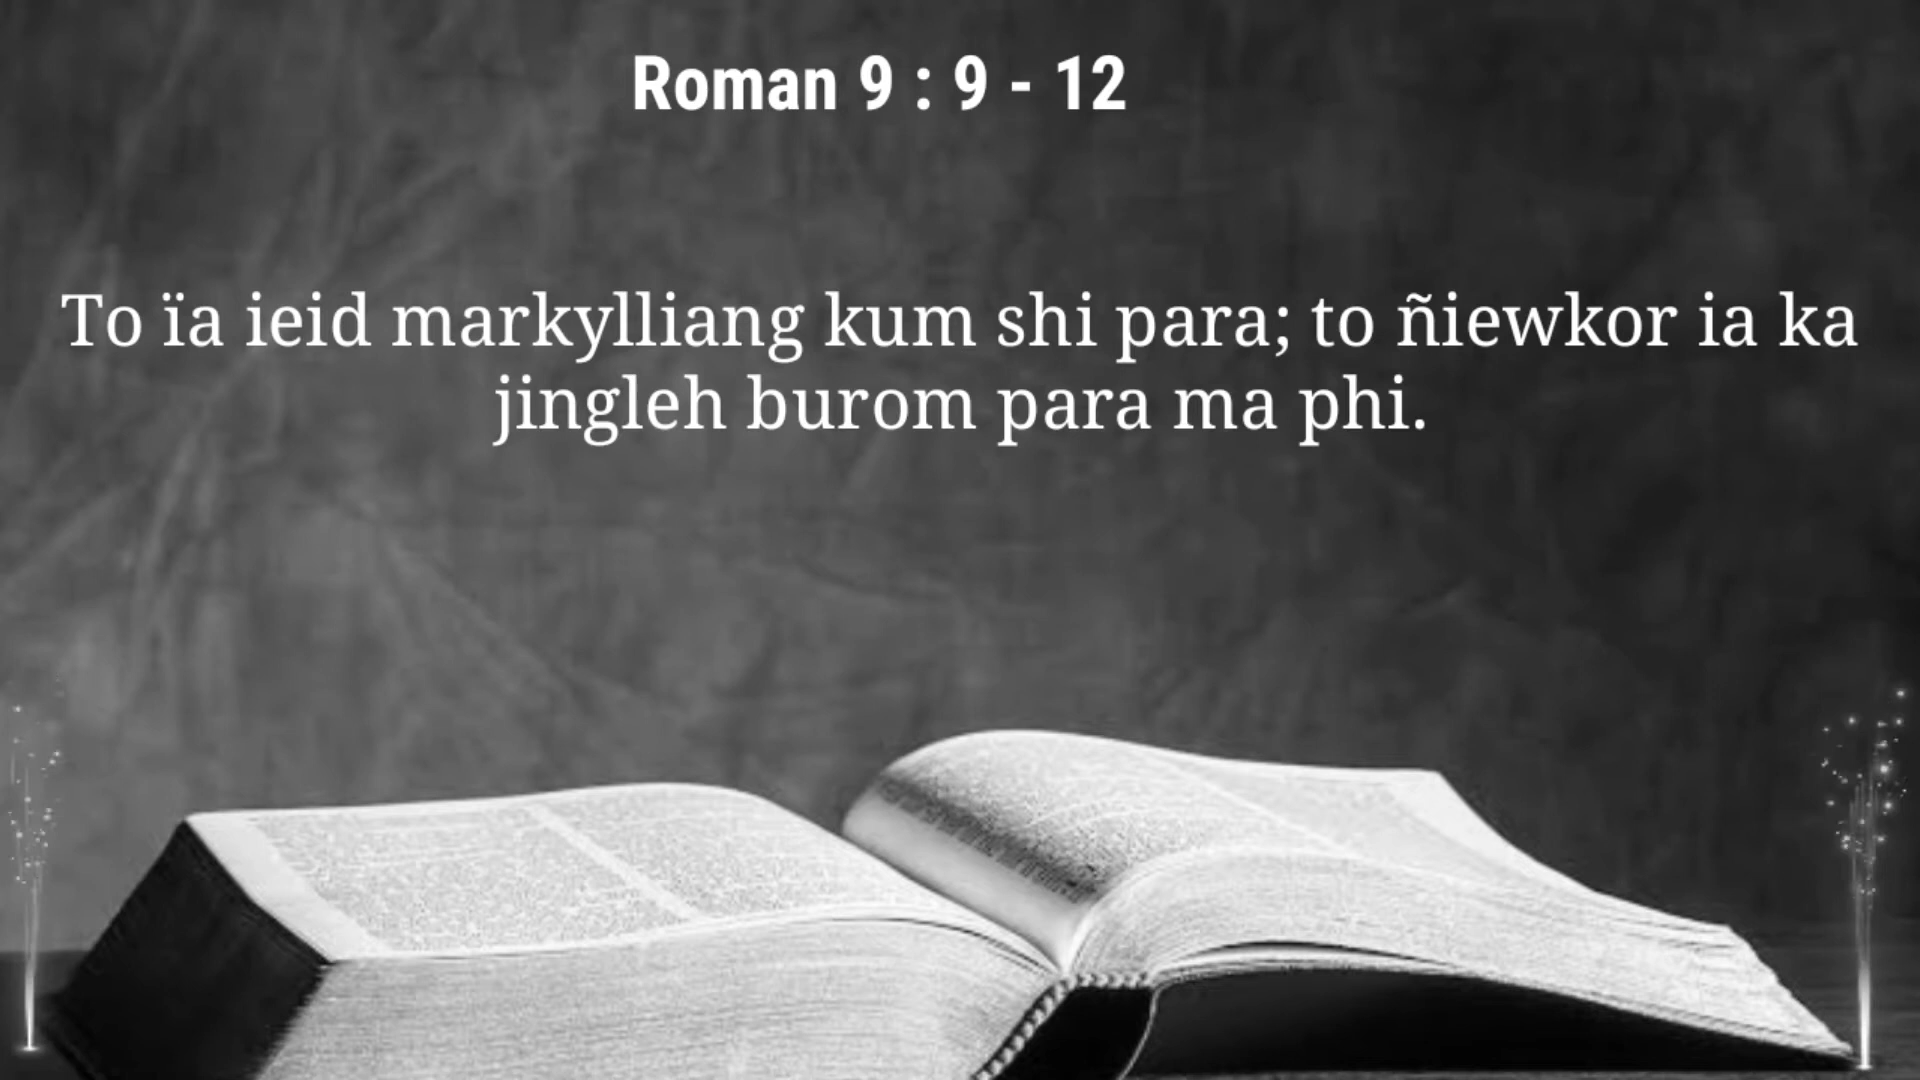 Roman 9 : 9 - 12
To ïa ieid markylliang kum shi para; to ñiewkor ia ka
jingleh burom para ma phi.